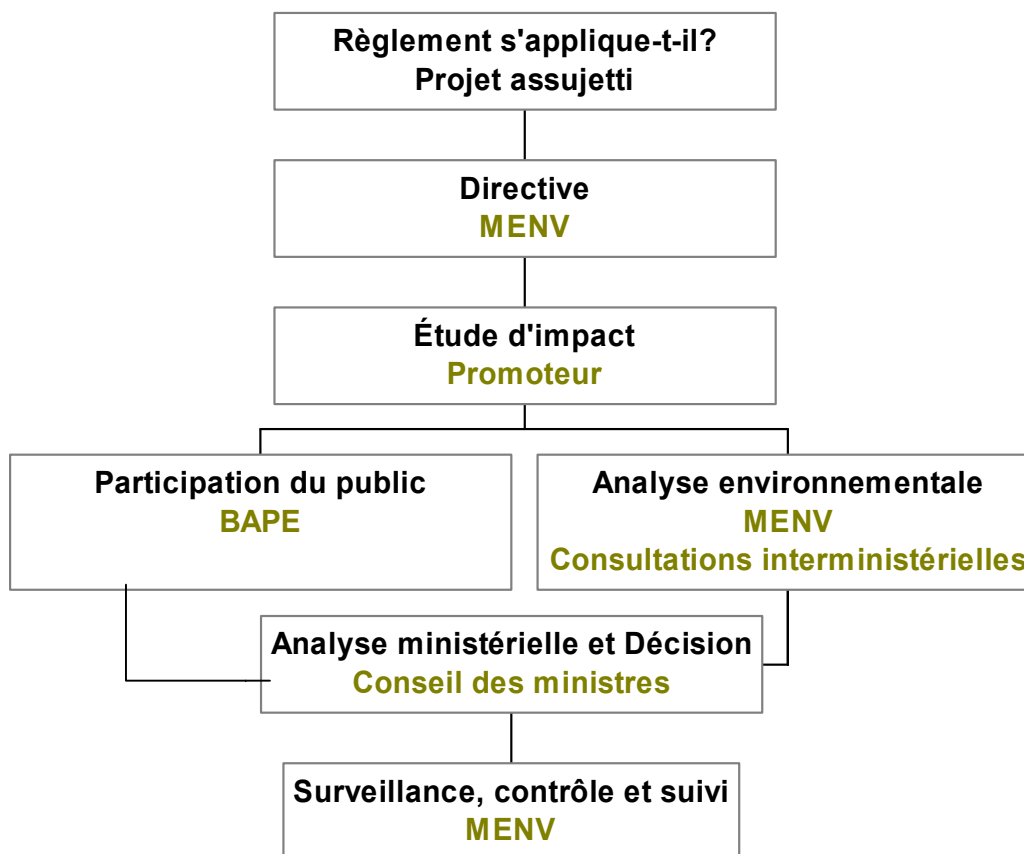 Règlement s'applique-t-il?
Projet assujetti
Directive
MENV
Étude d'impact
Promoteur
Participation du public
BAPE
Analyse environnementale
MENV
Consultations interministérielles
Analyse ministérielle et Décision
Conseil des ministres
Surveillance, contrôle et suivi
MENV